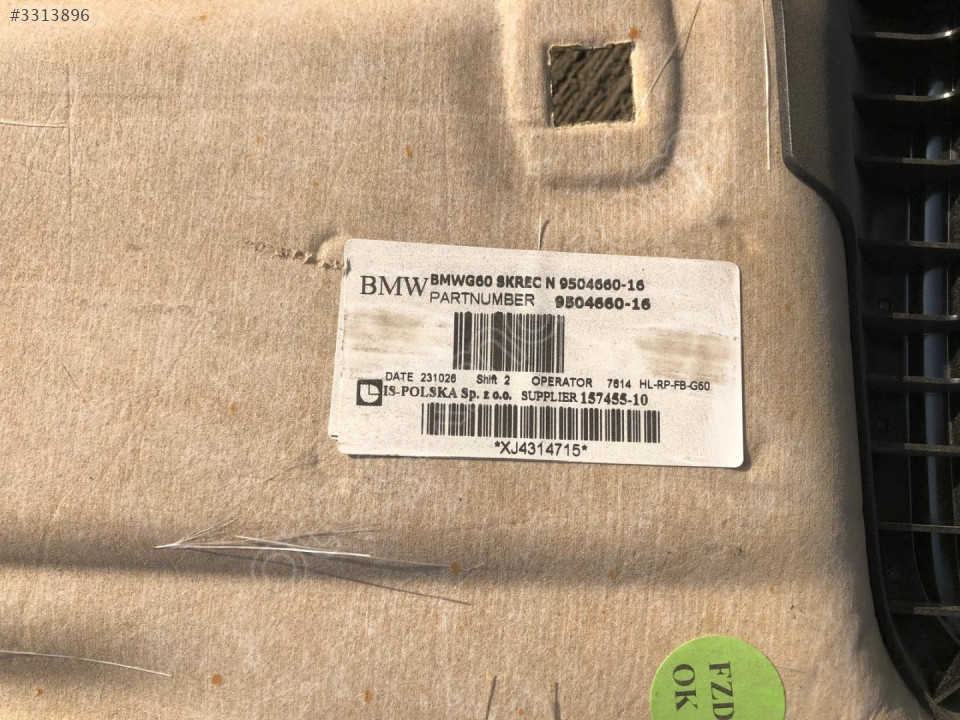 #3313896
BMW BMWG60 SKREC N 9504660-16
PARTNUMBER 9504660-16
DATE 231026 Shift 2 OPERATOR 7614 HL-RP-FB-G60
IS-POLSKA Sp. z o.o. SUPPLIER 157455-10
*XJ4314715*
FZD
OK